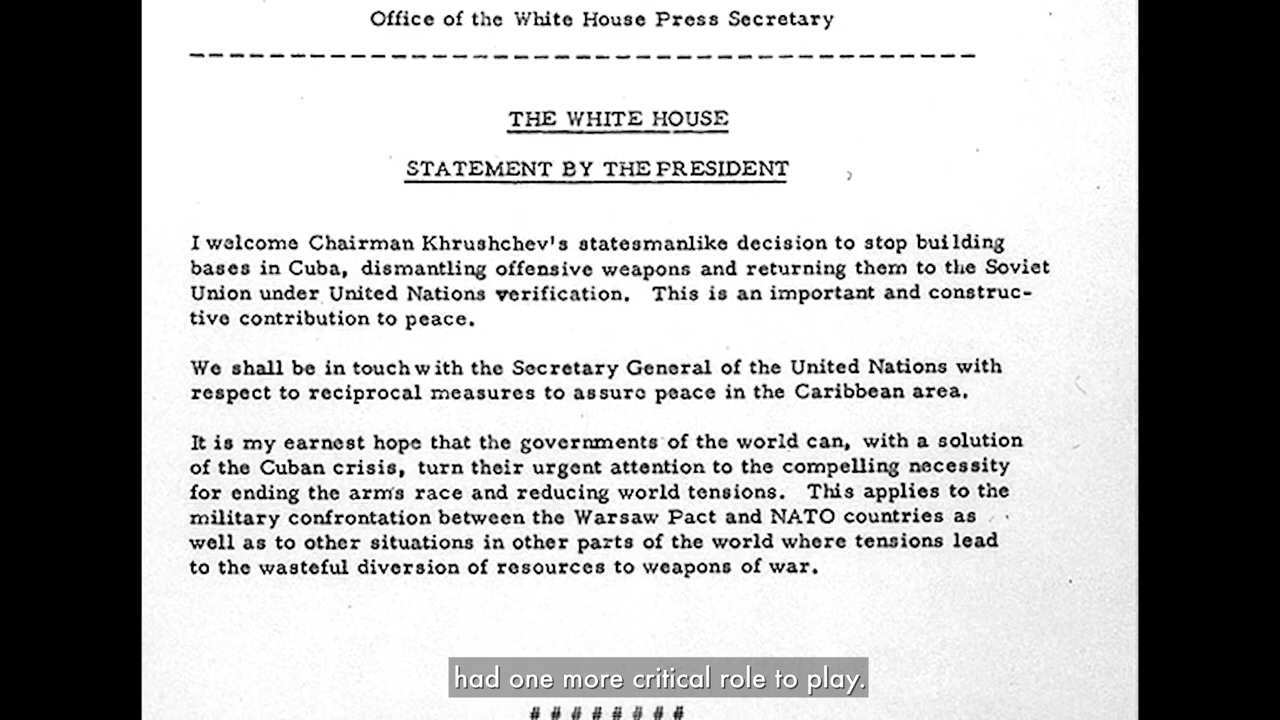 Office of the White House Press Secretary
THE WHITE HOUSE
STATEMENT BY THE PRESIDENT
I welcome Chairman Khrushchev's statesmanlike decision to stop building
bases in Cuba, dismantling offensive weapons and returning them to the Soviet
Union under United Nations verification. This is an important and construc-
tive contribution to peace.
We shall be in touch with the Secretary General of the United Nations with
respect to reciprocal measures to assure peace in the Caribbean area.
It is my earnest hope that the governments of the world can, with a solution
of the Cuban crisis, turn their urgent attention to the compelling necessity
for ending the arms race and reducing world tensions. This applies to the
military confrontation between the Warsaw Pact and NATO countries as
well as to other situations in other parts of the world where tensions lead
to the wasteful diversion of resources to weapons of war.
had one more critical role to play.
# # # # # # # #